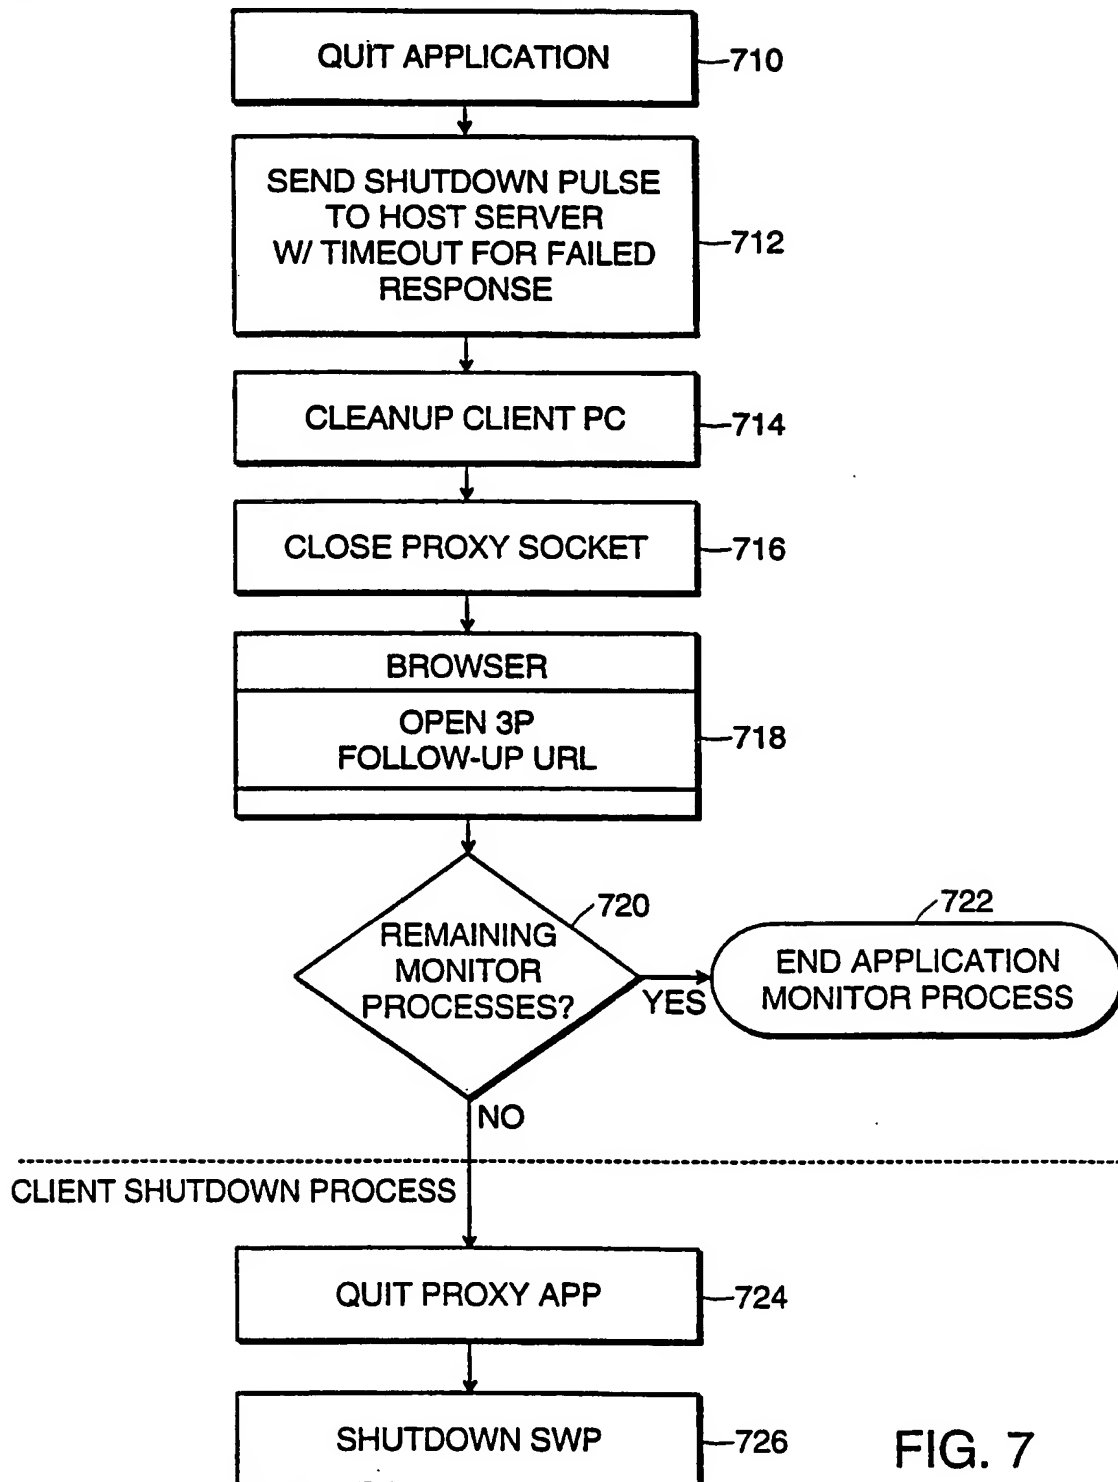 QUIT APPLICATION
710
SEND SHUTDOWN PULSE
TO HOST SERVER
W/ TIMEOUT FOR FAILED
RESPONSE
712
CLEANUP CLIENT PC
714
CLOSE PROXY SOCKET
716
BROWSER
OPEN 3P
FOLLOW-UP URL
718
REMAINING
MONITOR
PROCESSES?
720
YES
722
END APPLICATION
MONITOR PROCESS
NO
CLIENT SHUTDOWN PROCESS
QUIT PROXY APP
724
SHUTDOWN SWP
726
FIG. 7